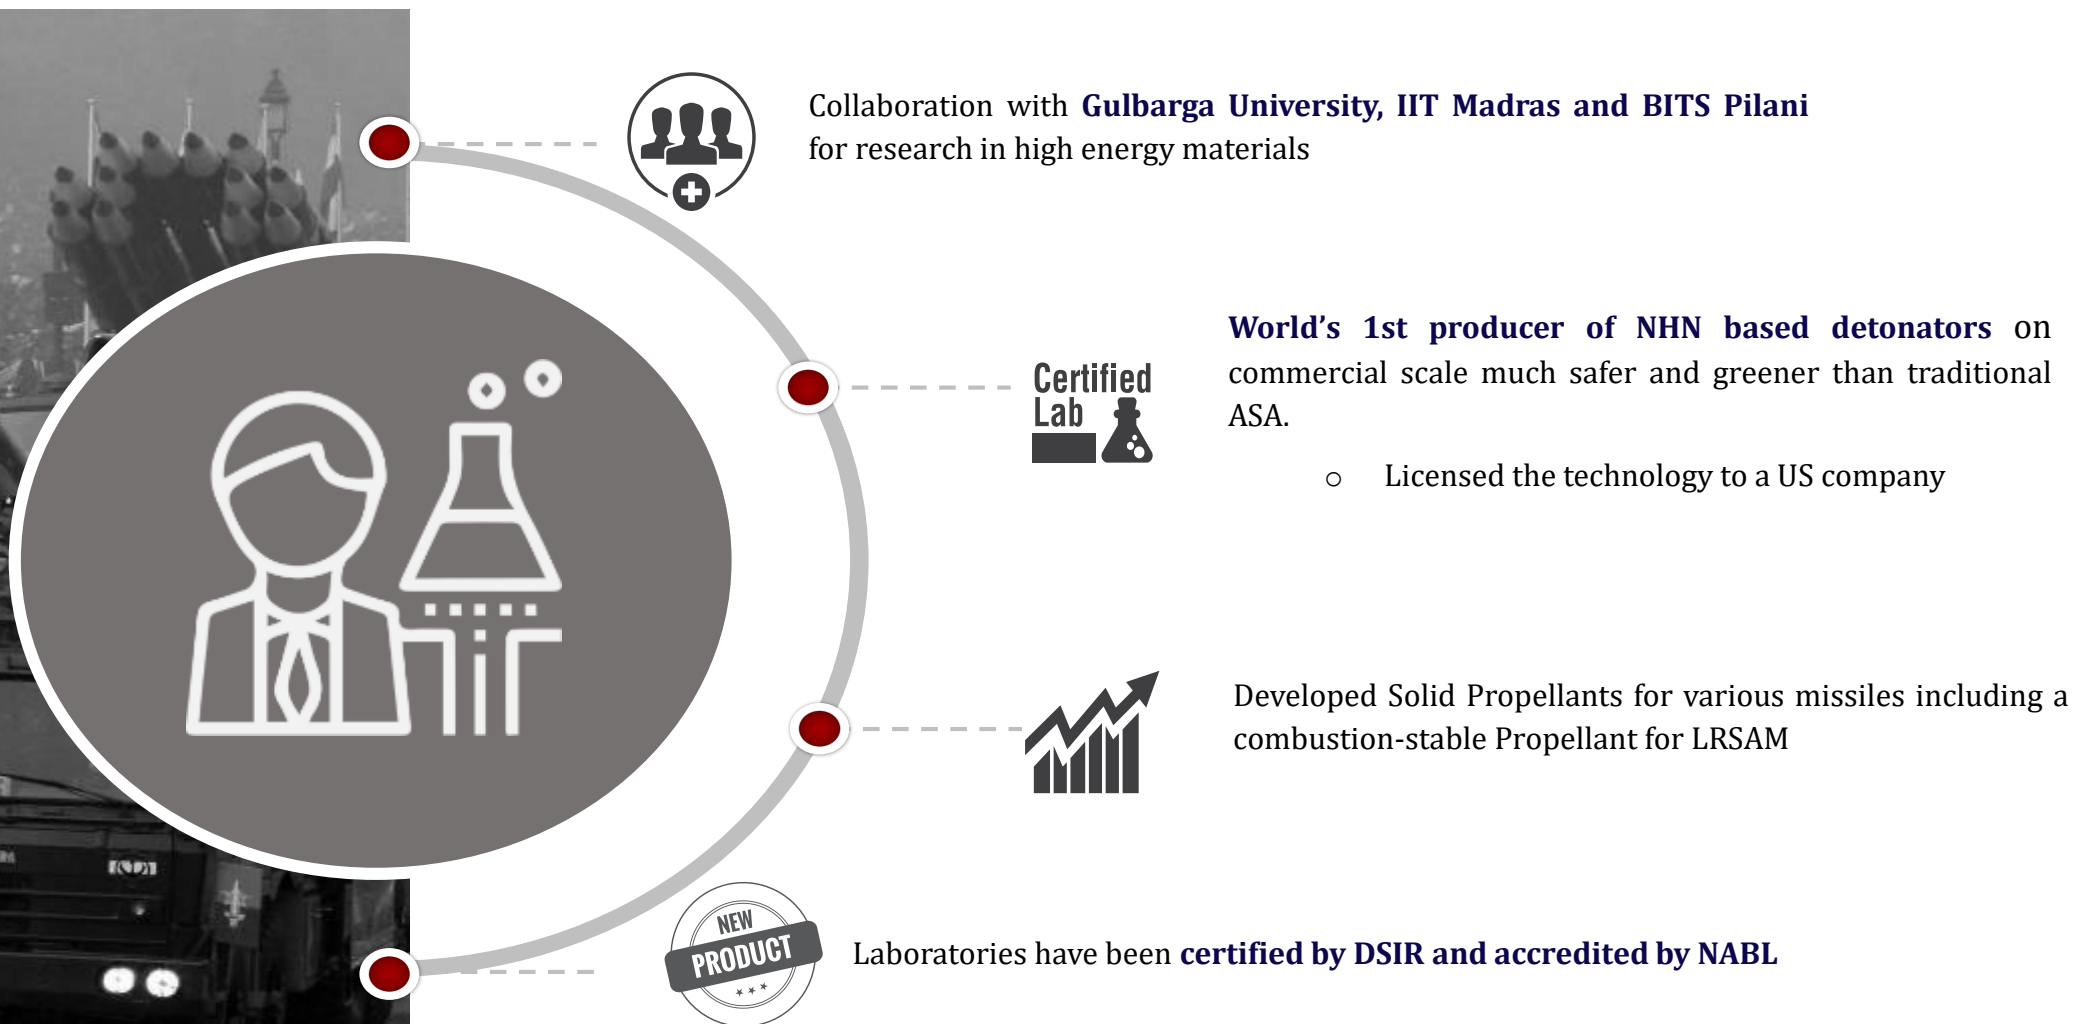 Collaboration with Gulbarga University, IIT Madras and BITS Pilani
for research in high energy materials
World’s 1st producer of NHN based detonators on
commercial scale much safer and greener than traditional
ASA.
o Licensed the technology to a US company
Certified
Lab
Developed Solid Propellants for various missiles including a
combustion-stable Propellant for LRSAM
NEW
PRODUCT
Laboratories have been certified by DSIR and accredited by NABL